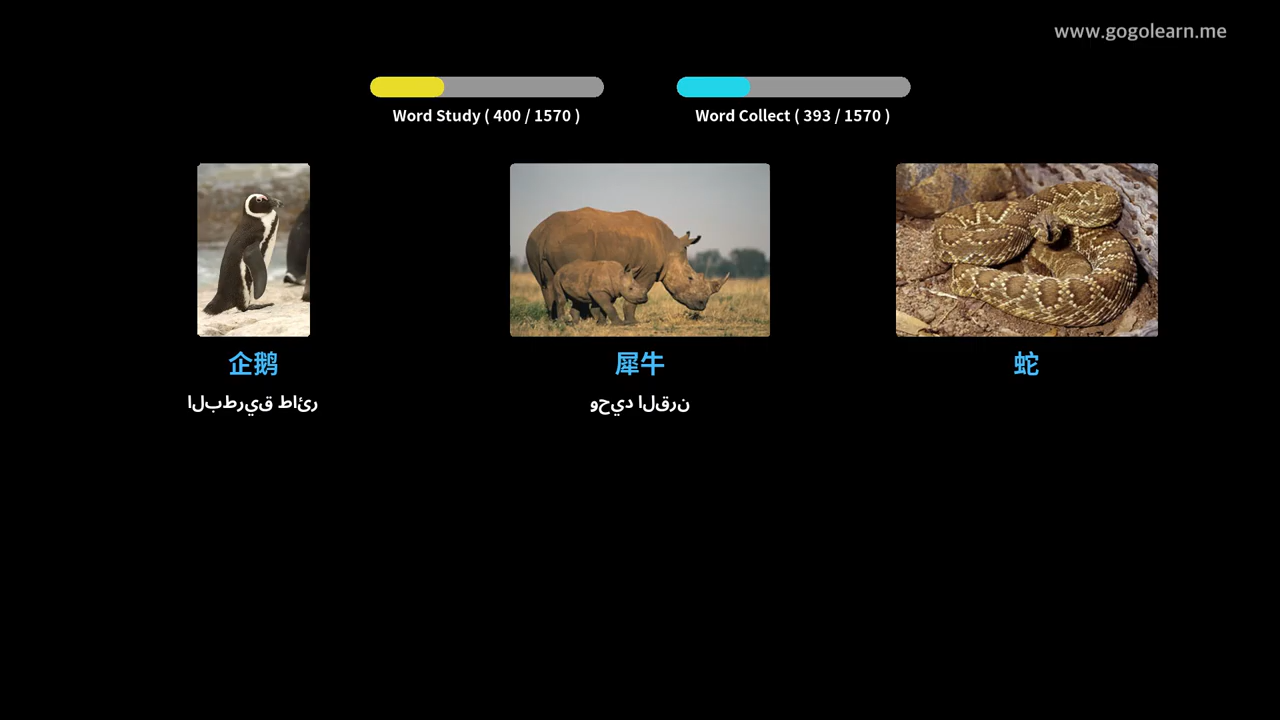 www.gogolearn.me
Word Study ( 400 / 1570 )
Word Collect ( 393 / 1570 )
企鹅
犀牛
蛇
البطريق طائر
وحيد القرن